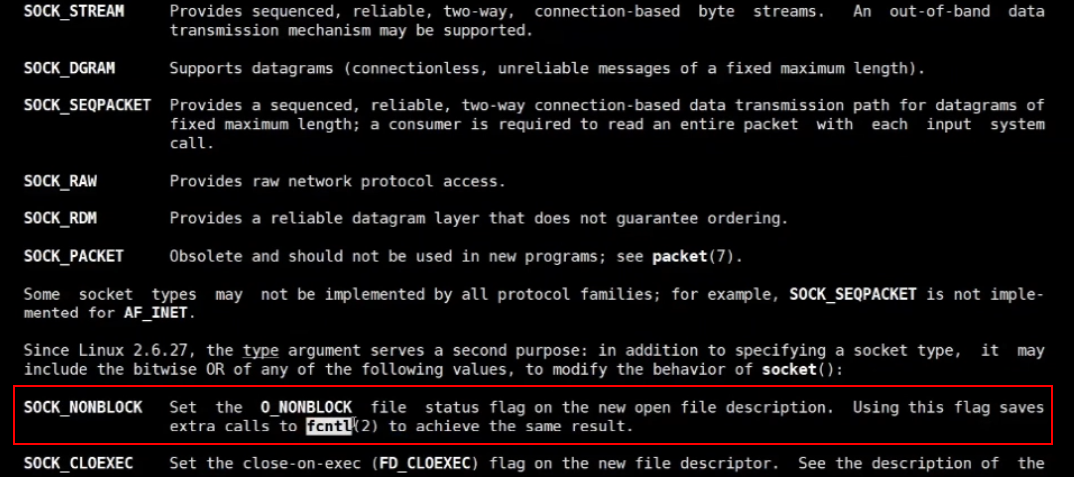 SOCK_STREAM Provides sequenced, reliable, two-way, connection-based byte streams. An out-of-band data
transmission mechanism may be supported.
SOCK_DGRAM Supports datagrams (connectionless, unreliable messages of a fixed maximum length).
SOCK_SEQPACKET Provides a sequenced, reliable, two-way connection-based data transmission path for datagrams of
fixed maximum length; a consumer is required to read an entire packet with each input system
call.
SOCK_RAW Provides raw network protocol access.
SOCK_RDM Provides a reliable datagram layer that does not guarantee ordering.
SOCK_PACKET Obsolete and should not be used in new programs; see packet(7).
Some socket types may not be implemented by all protocol families; for example, SOCK_SEQPACKET is not imple-
mented for AF_INET.
Since Linux 2.6.27, the type argument serves a second purpose: in addition to specifying a socket type, it may
include the bitwise OR of any of the following values, to modify the behavior of socket():
SOCK_NONBLOCK Set the O_NONBLOCK file status flag on the new open file description. Using this flag saves
extra calls to fcntl(2) to achieve the same result.
SOCK_CLOEXEC Set the close-on-exec (FD_CLOEXEC) flag on the new file descriptor. See the description of the